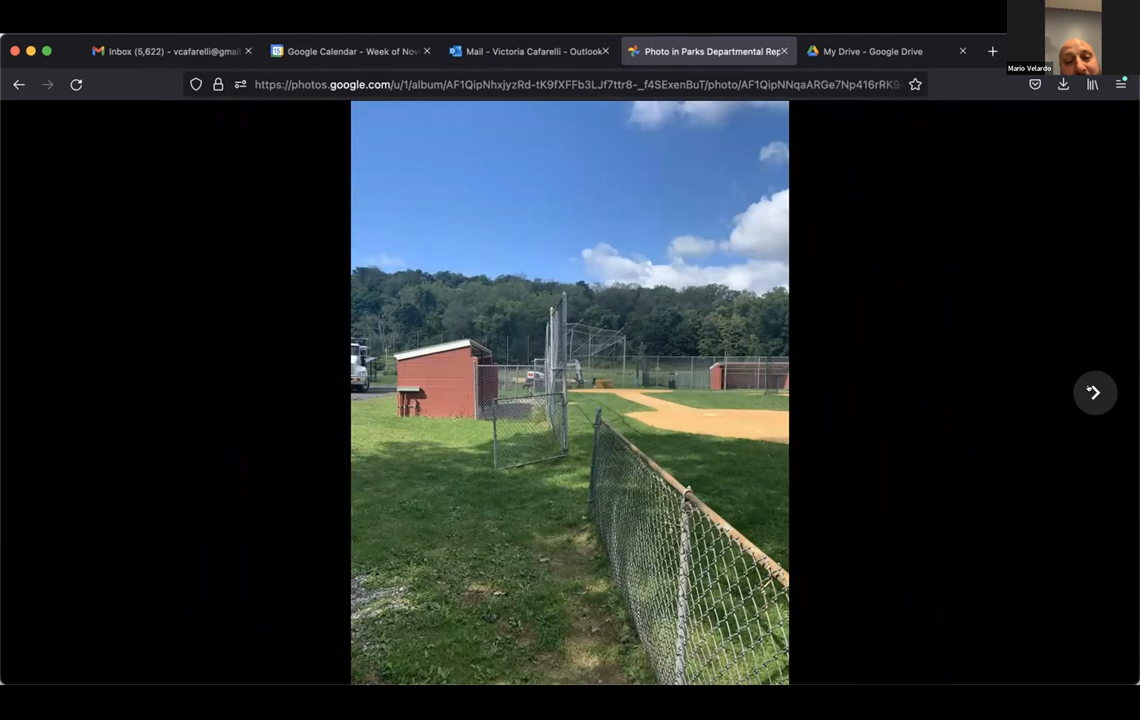 Inbox (5,622) - vcafarelli@gmai
Google Calendar - Week of Nov
Mail - Victoria Cafarelli - Outlook
Photo in Parks Departmental Rep
My Drive - Google Drive
Mario Velardo
https://photos.google.com/u/1/album/AF1QipNhxjyzRd-tK9fXFFb3LJf7ttr8-_f4SExenBuT/photo/AF1QipNNqaARGe7Np416rRK9